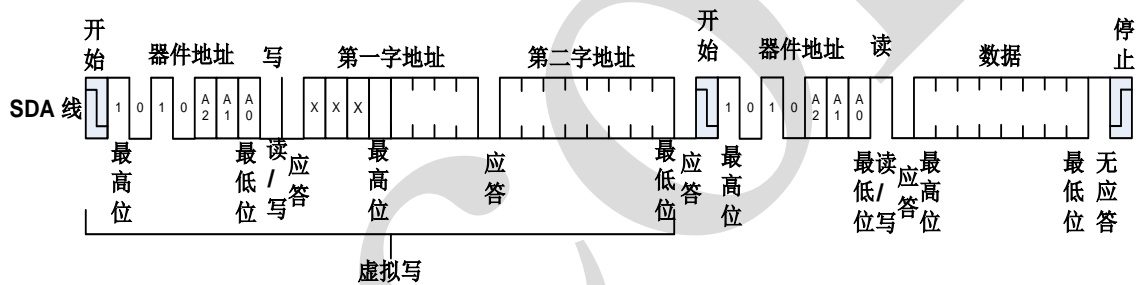 开始 器件地址 写 第一字地址 第二字地址 开始 器件地址 读 数据 停止
SDA 线 1 0 1 0 A2 A1 A0 X X X 1 0 1 0 A2 A1 A0
最高位 最低位 读/写 应答 最高位 应答 最低位 应答 最高位 最低位 读/写 应答 最高位 最低位 无应答
虚拟写